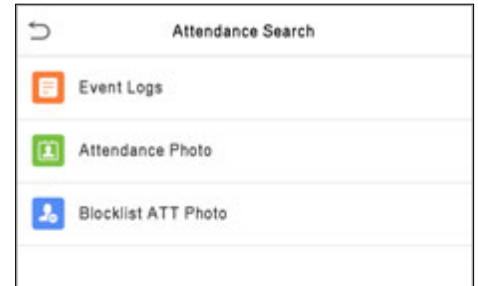 Attendance Search
Event Logs
Attendance Photo
Blocklist ATT Photo